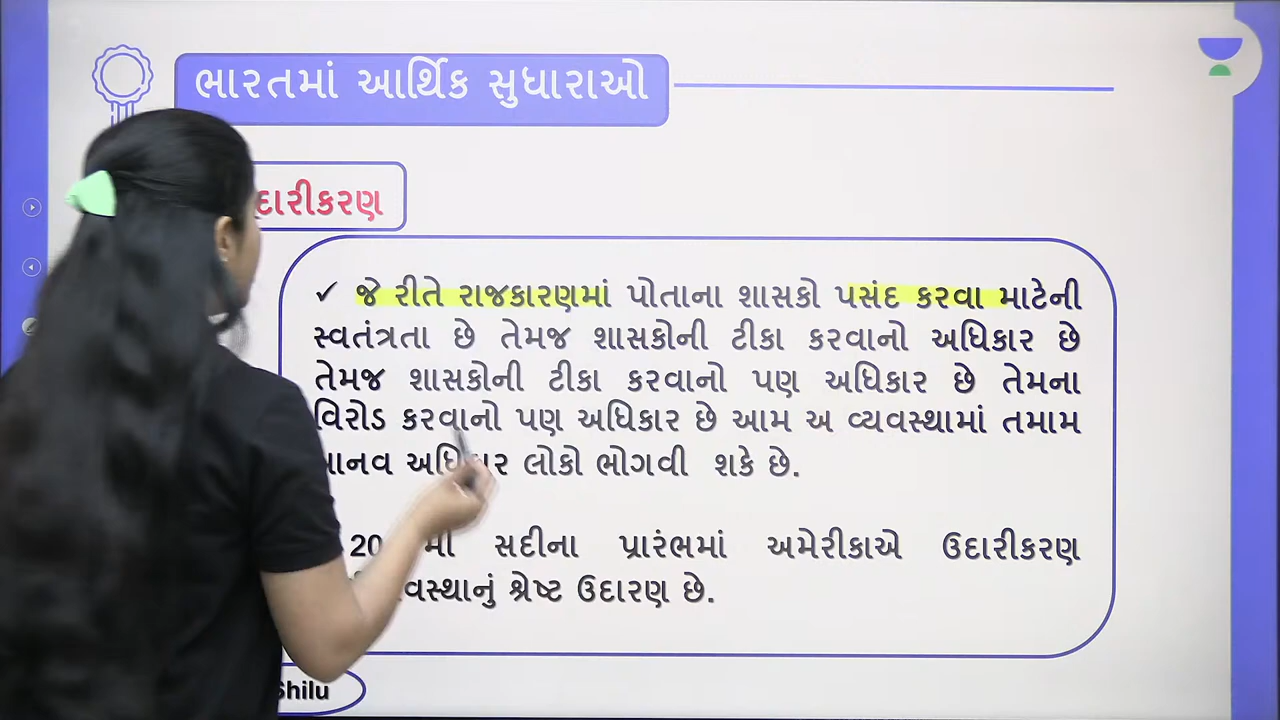 ભારતમાં આર્થિક સુધારાઓ
દારીકરણ
✓ જે રીતે રાજકારણમાં પોતાના શાસકો પસંદ કરવા માટેની
સ્વતંત્રતા છે તેમજ શાસકોની ટીકા કરવાનો અધિકાર છે
તેમજ શાસકોની ટીકા કરવાનો પણ અધિકાર છે તેમના
વિરોડ કરવાનો પણ અધિકાર છે આમ અ વ્યવસ્થામાં તમામ
લોકો ભોગવી શકે છે.
સદીના પ્રારંભમાં અમેરીકાએ ઉદારીકરણ
શ્રેષ્ટ ઉદારણ છે.
Shilu